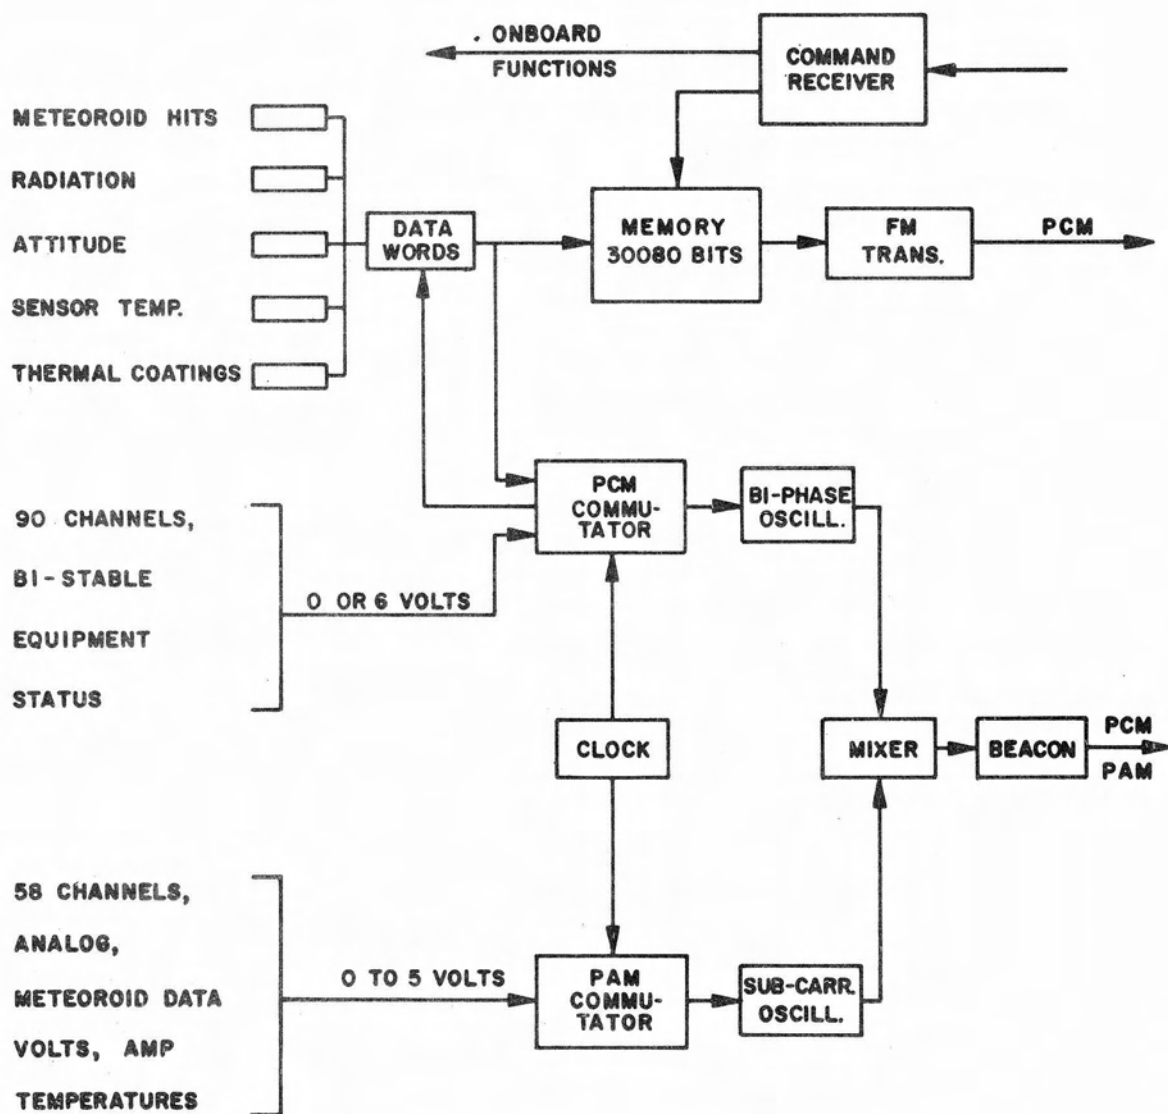 . ONBOARD
FUNCTIONS
COMMAND
RECEIVER
METEOROID HITS
RADIATION
ATTITUDE
SENSOR TEMP.
THERMAL COATINGS
DATA
WORDS
MEMORY
30080 BITS
FM
TRANS.
PCM
90 CHANNELS,
BI-STABLE
EQUIPMENT
STATUS
0 OR 6 VOLTS
PCM
COMMU-
TATOR
BI-PHASE
OSCILL.
CLOCK
MIXER
BEACON
PCM
PAM
58 CHANNELS,
ANALOG,
METEOROID DATA
VOLTS, AMP
TEMPERATURES
0 TO 5 VOLTS
PAM
COMMU-
TATOR
SUB-CARR.
OSCILL.